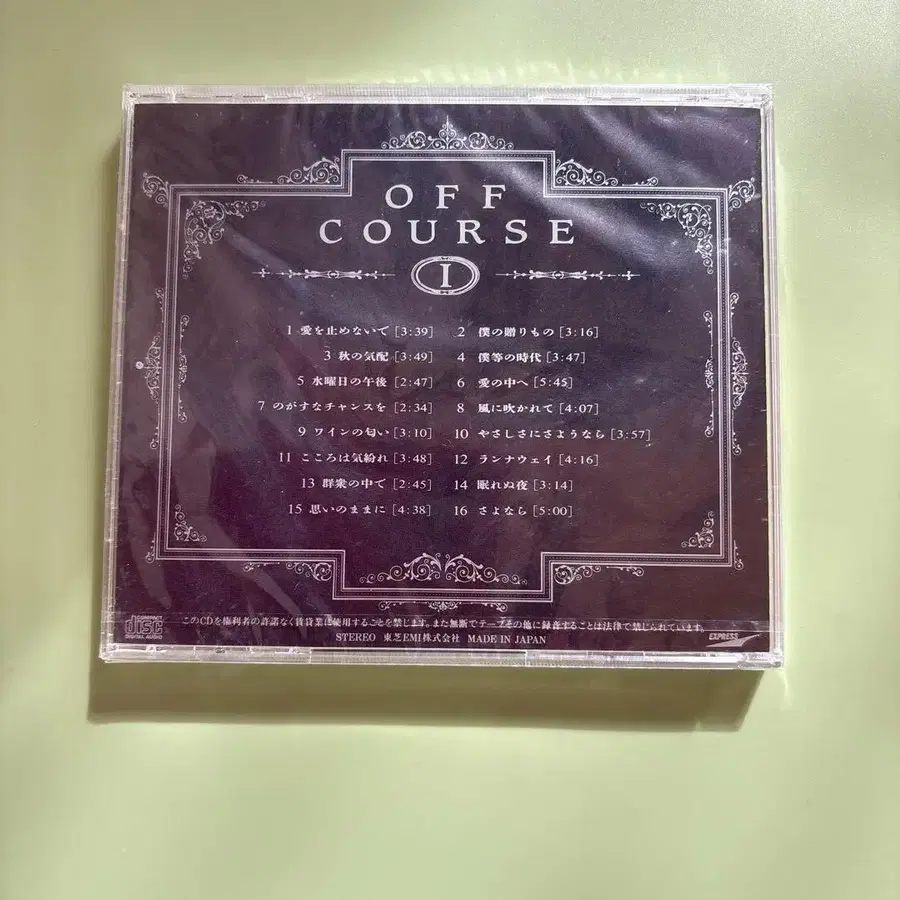 OFF
COURSE
I
1 愛を止めないで [3:39] 2 僕の贈りもの [3:16]
3 秋の気配 [3:49] 4 僕等の時代 [3:47]
5 水曜日の午後 [2:47] 6 愛の中へ [5:45]
7 のがすなチャンスを [2:34] 8 風に吹かれて [4:07]
9 ワインの匂い [3:10] 10 やさしさにさようなら [3:57]
11 こころは気紛れ [3:48] 12 ランナウェイ [4:16]
13 群衆の中で [2:45] 14 眠れぬ夜 [3:14]
15 思いのままに [4:38] 16 さよなら [5:00]
このCDを権利者の許諾なく賃貸業に使用することを禁じます。また無断でテープその他に録音することは法律で禁じられています。
COMPACT
disc
DIGITAL AUDIO
STEREO 東芝EMI株式会社 MADE IN JAPAN
EXPRESS